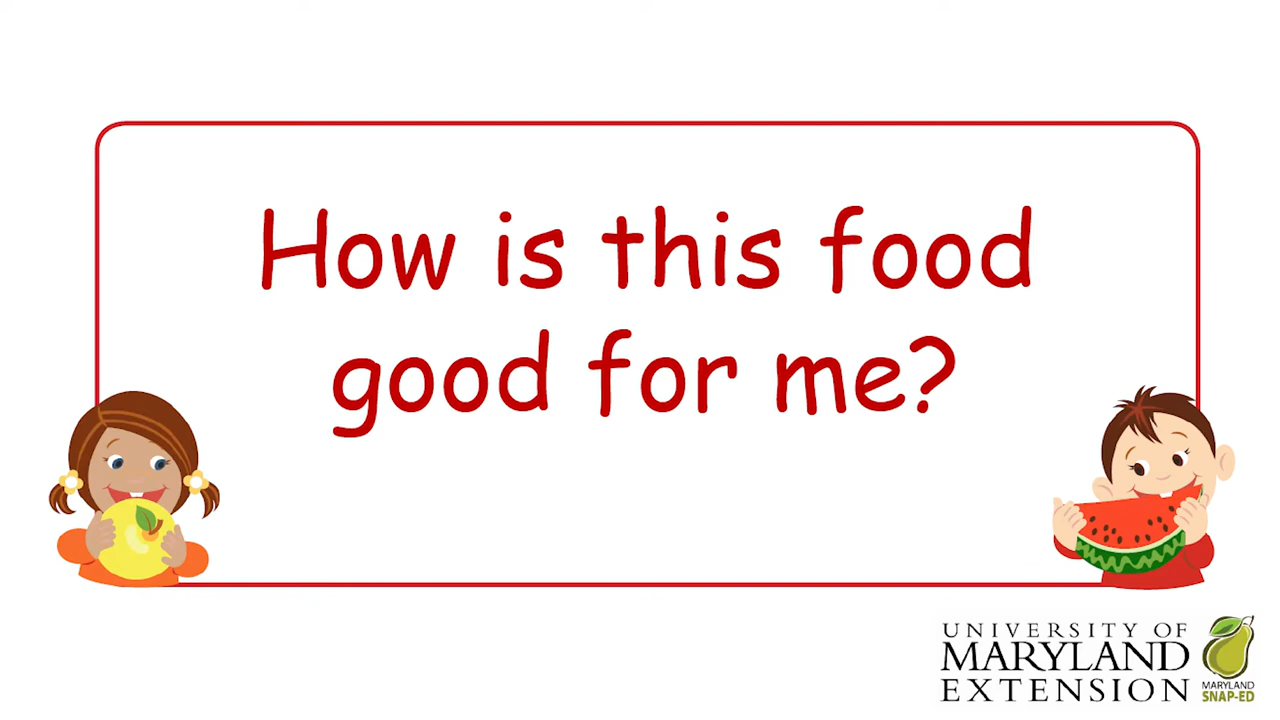 How is this food
good for me?
UNIVERSITY OF
MARYLAND
EXTENSION
MARYLAND
SNAP-ED